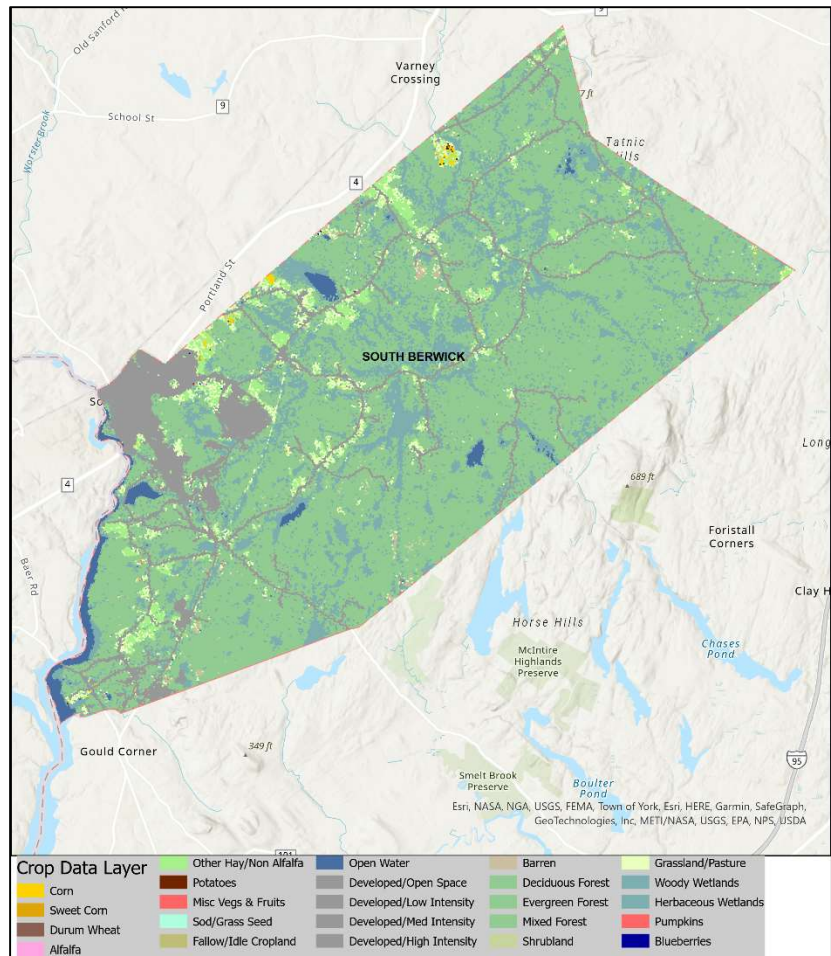 9
Old Sanford R
Varney
Crossing
9
School St
7 ft
Worster Brook
Tatnic
ills
4
Portland St
SOUTH BERWICK
So
Long
4
689 ft
Foristall
Corners
Baer Rd
Clay H
Horse Hills
Chases
Pond
McIntire
Highlands
Preserve
Gould Corner
349 ft
95
Smelt Brook
Preserve
Boulter
Pond
Esri, NASA, NGA, USGS, FEMA, Town of York, Esri, HERE, Garmin, SafeGraph,
GeoTechnologies, Inc, METI/NASA, USGS, EPA, NPS, USDA
101
Crop Data Layer
Corn
Sweet Corn
Durum Wheat
Alfalfa
Other Hay/Non Alfalfa
Potatoes
Misc Vegs & Fruits
Sod/Grass Seed
Fallow/Idle Cropland
Open Water
Developed/Open Space
Developed/Low Intensity
Developed/Med Intensity
Developed/High Intensity
Barren
Deciduous Forest
Evergreen Forest
Mixed Forest
Shrubland
Grassland/Pasture
Woody Wetlands
Herbaceous Wetlands
Pumpkins
Blueberries